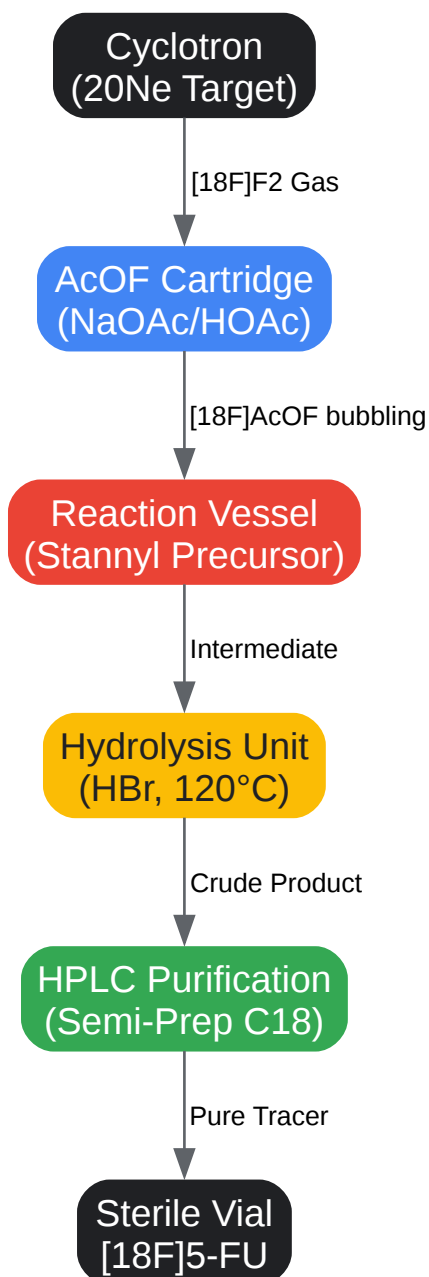 Cyclotron
(20Ne Target)
[18F]F2 Gas
AcOF Cartridge
(NaOAc/HOAc)
[18F]AcOF bubbling
Reaction Vessel
(Stannyl Precursor)
Intermediate
Hydrolysis Unit
(HBr, 120°C)
Crude Product
HPLC Purification
(Semi-Prep C18)
Pure Tracer
Sterile Vial
[18F]5-FU